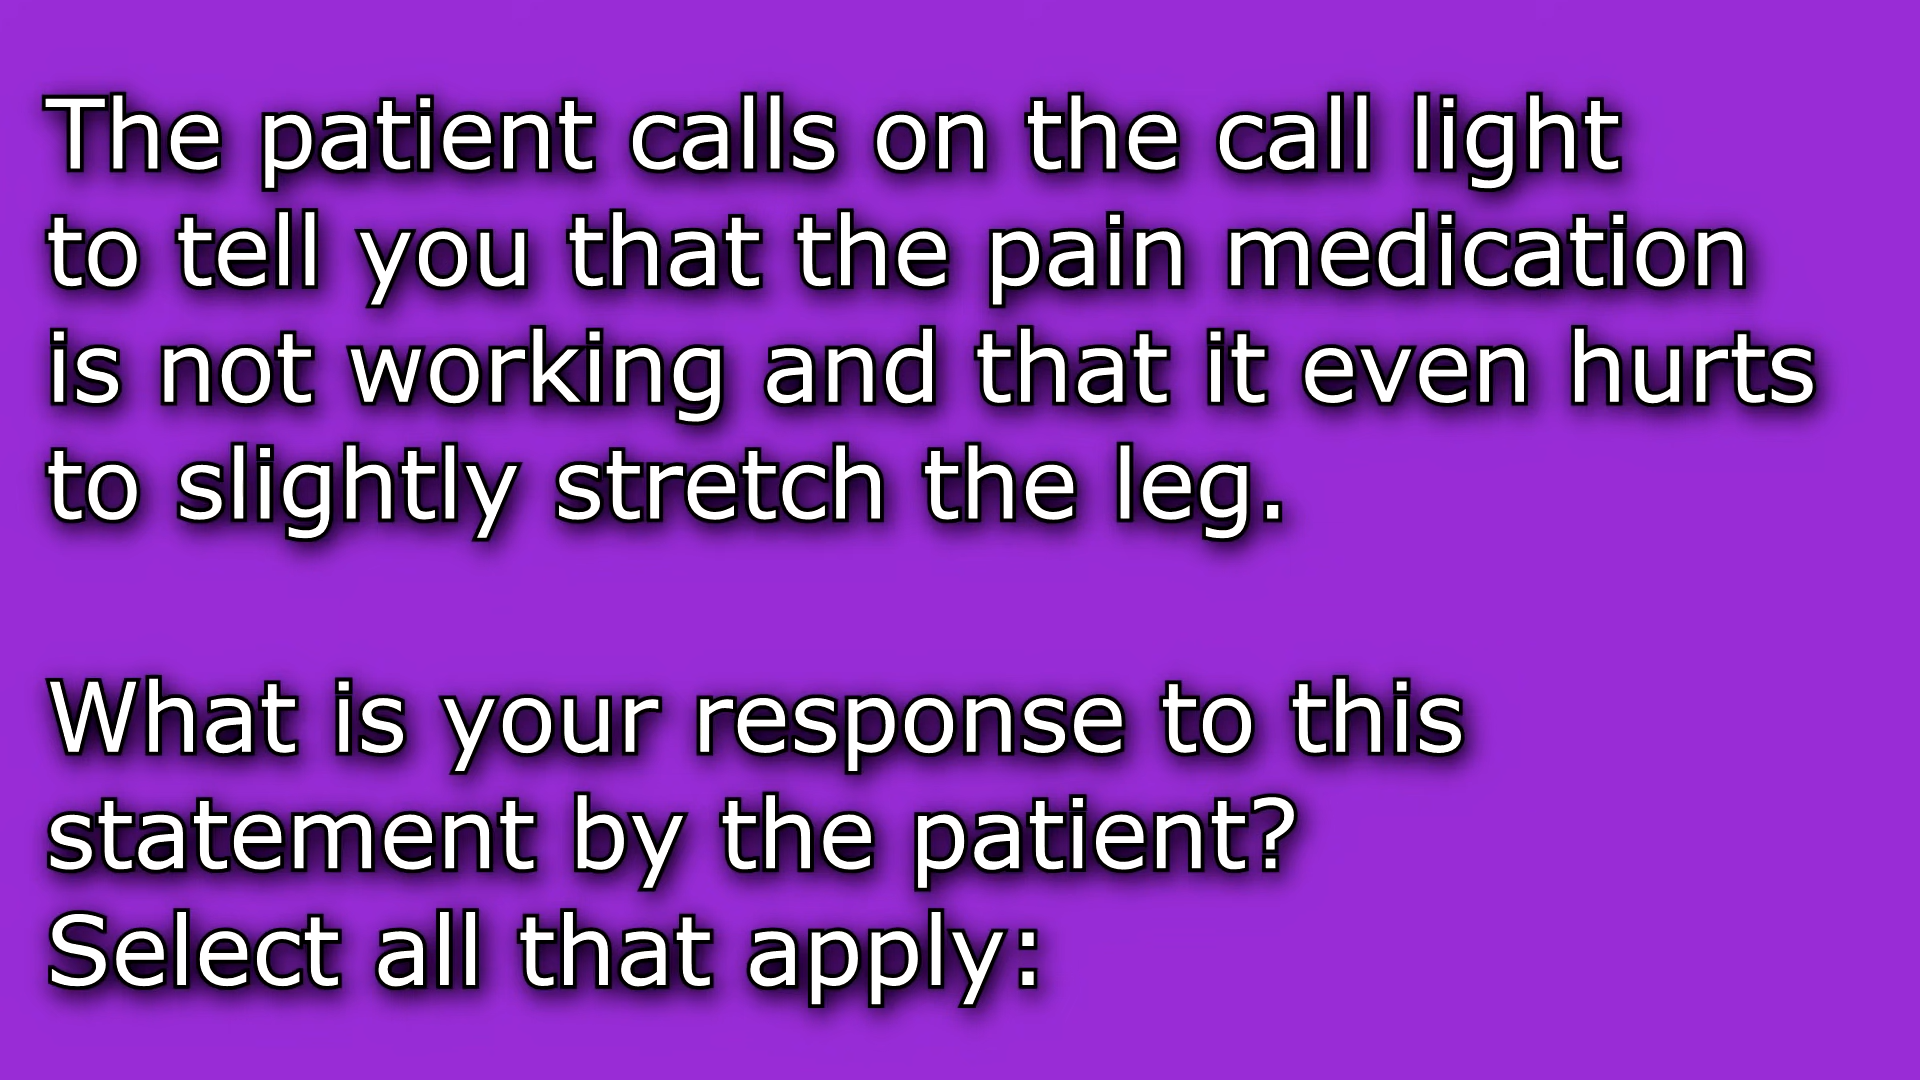 The patient calls on the call light
to tell you that the pain medication
is not working and that it even hurts
to slightly stretch the leg.
What is your response to this
statement by the patient?
Select all that apply: